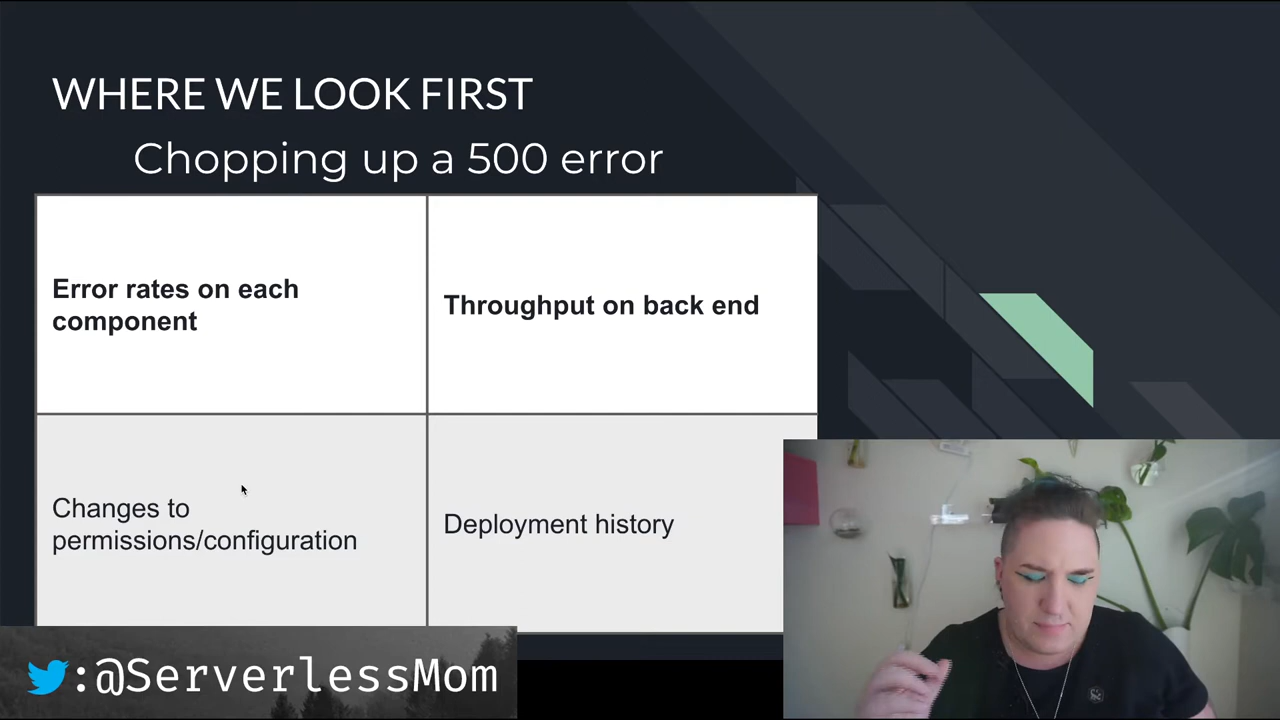 WHERE WE LOOK FIRST
Chopping up a 500 error
Error rates on each
component
Throughput on back end
Changes to
permissions/configuration
Deployment history
:@ServerlessMom